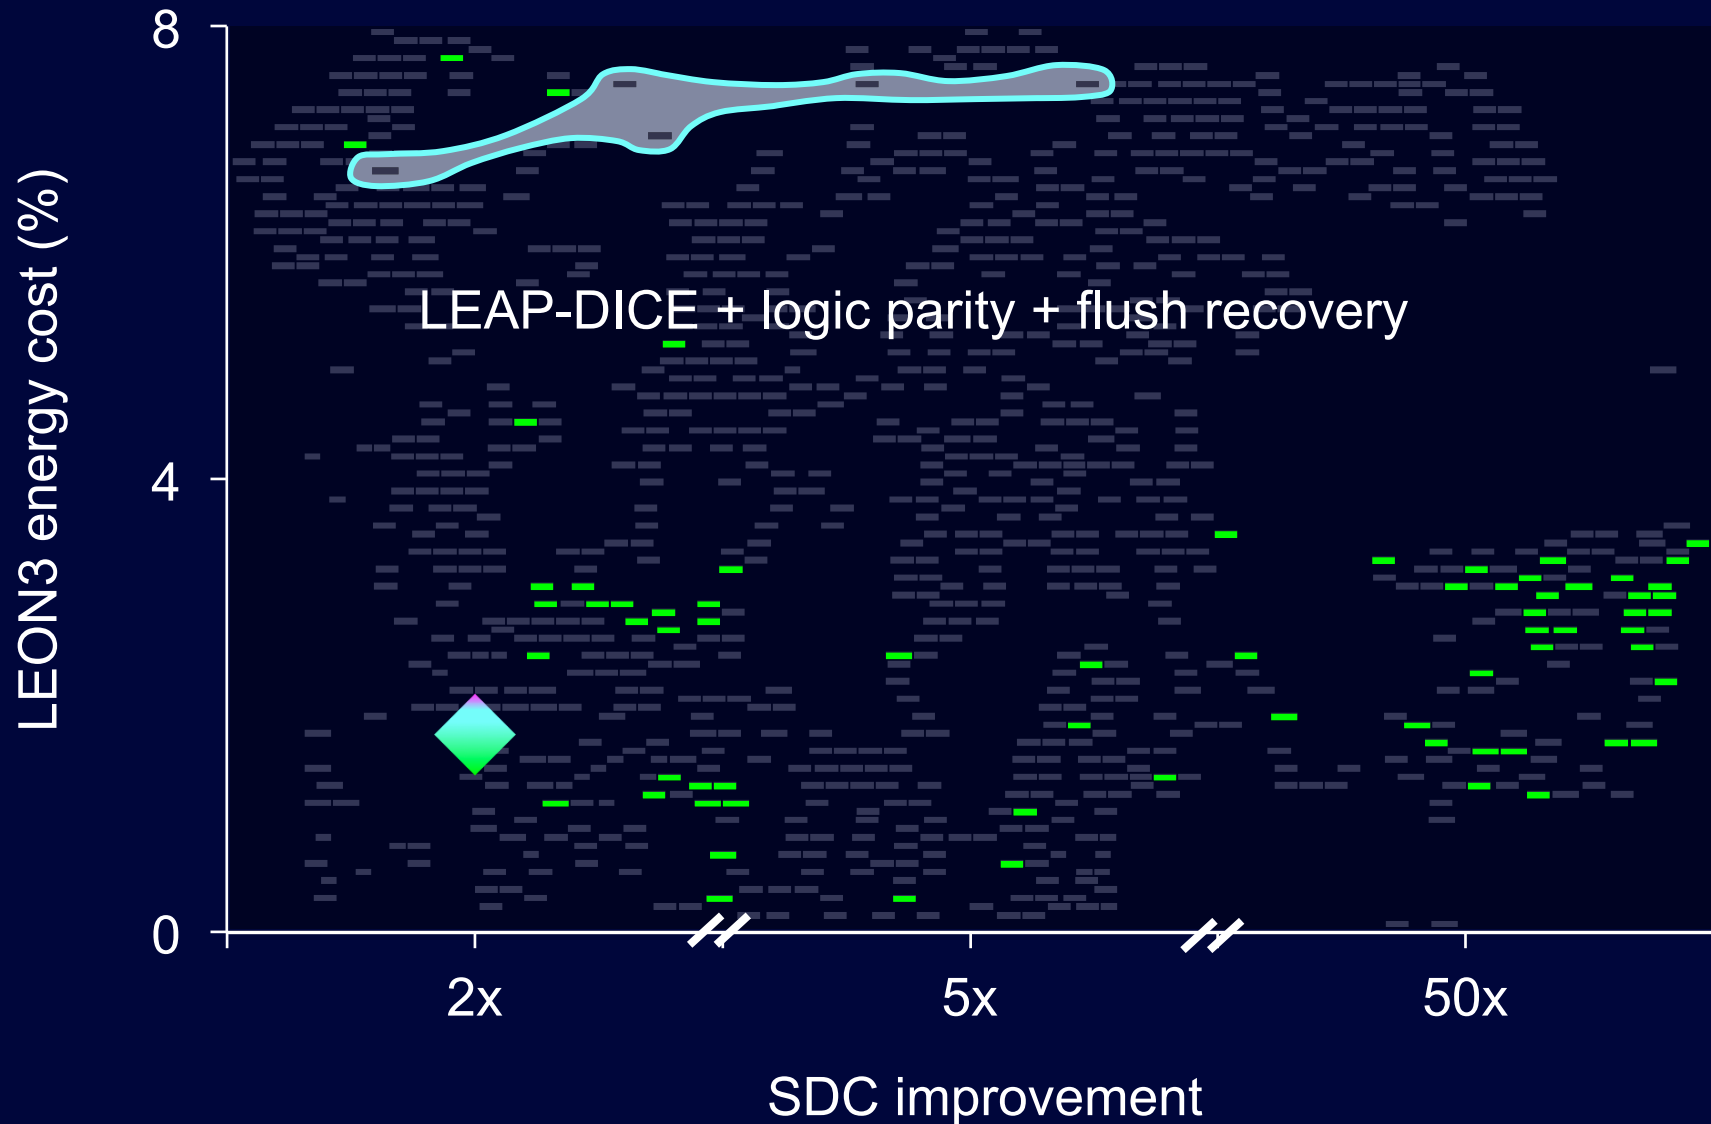 8
LEAP-DICE + logic parity + flush recovery
LEON3 energy cost (%)
4
0
2x
5x
50x
SDC improvement